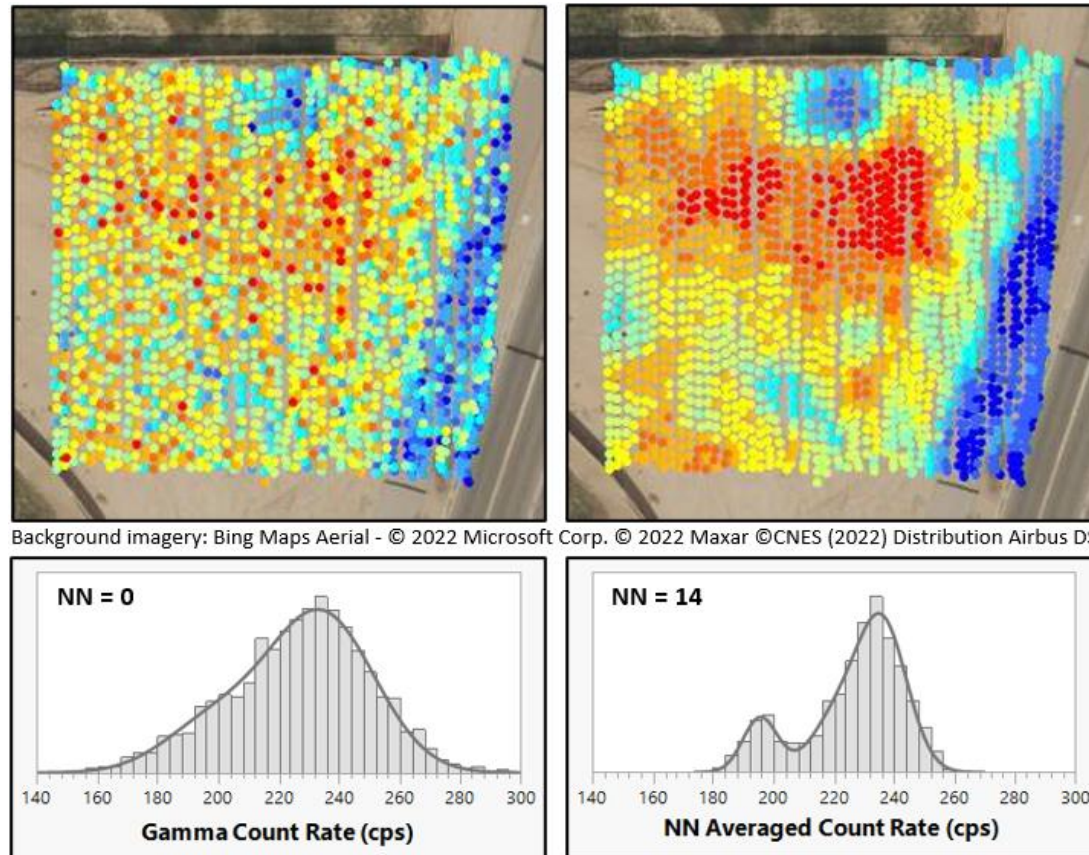 Background imagery: Bing Maps Aerial - © 2022 Microsoft Corp. © 2022 Maxar ©CNES (2022) Distribution Airbus D
NN = 0
140 160 180 200 220 240 260 280 300
Gamma Count Rate (cps)
NN = 14
140 160 180 200 220 240 260 280 300
NN Averaged Count Rate (cps)